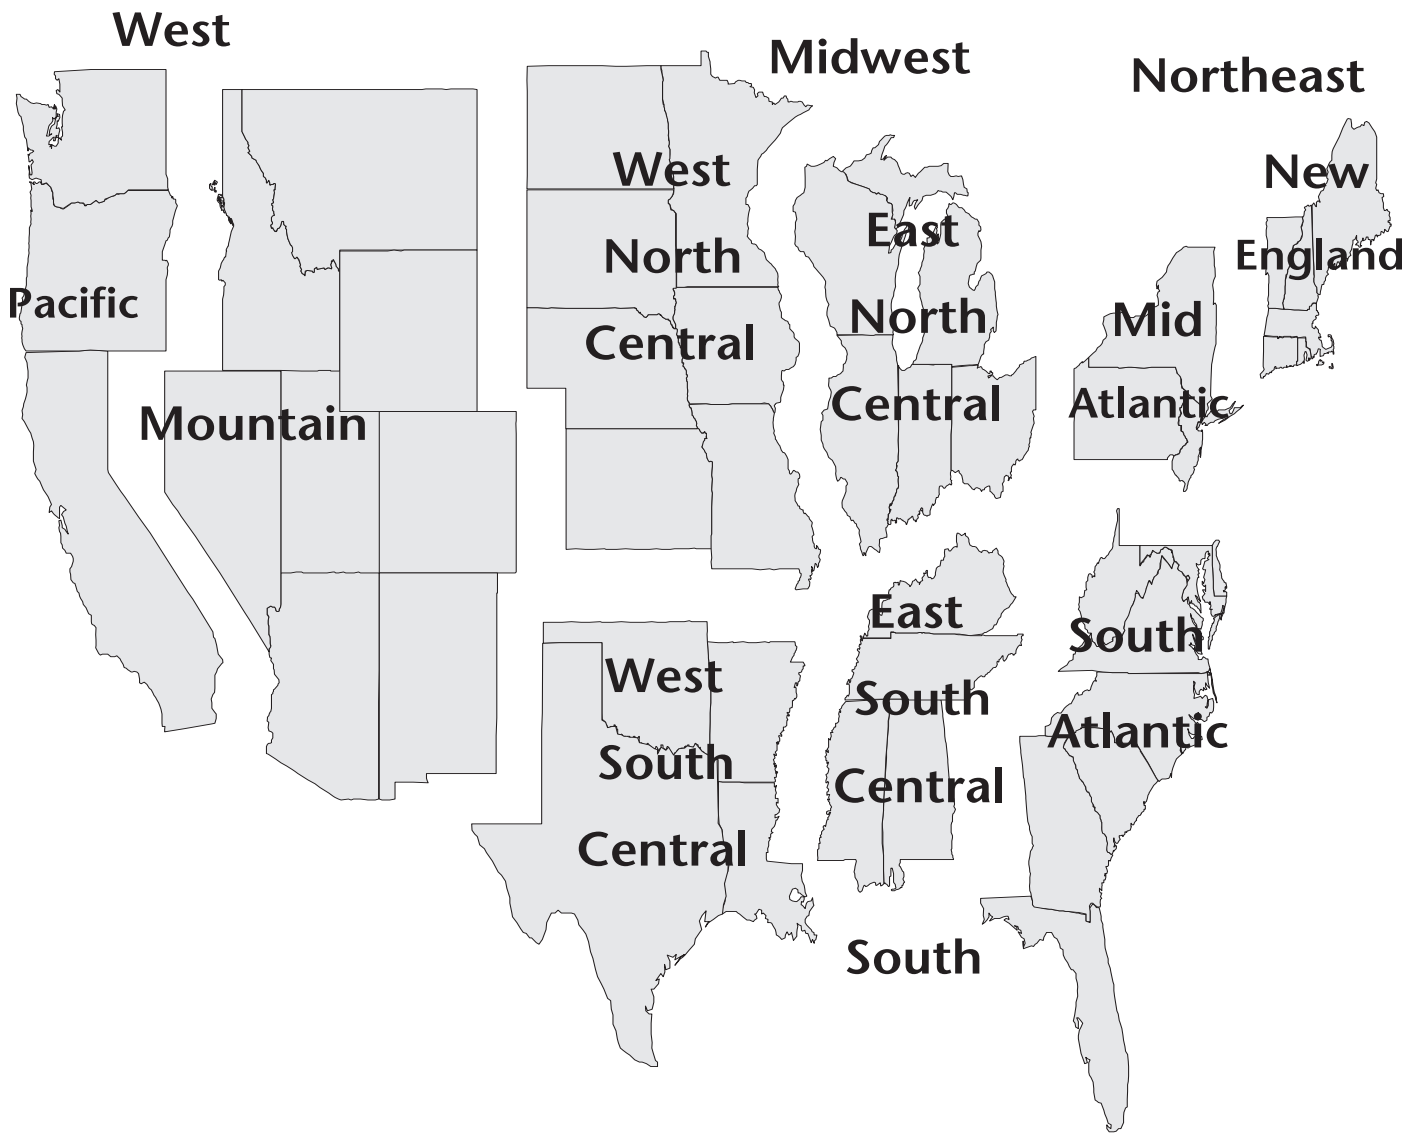 West
Pacific
Mountain
Midwest
West
North
Central
East
North
Central
Northeast
New
England
Mid
Atlantic
West
South
Central
East
South
Central
South
Atlantic
South